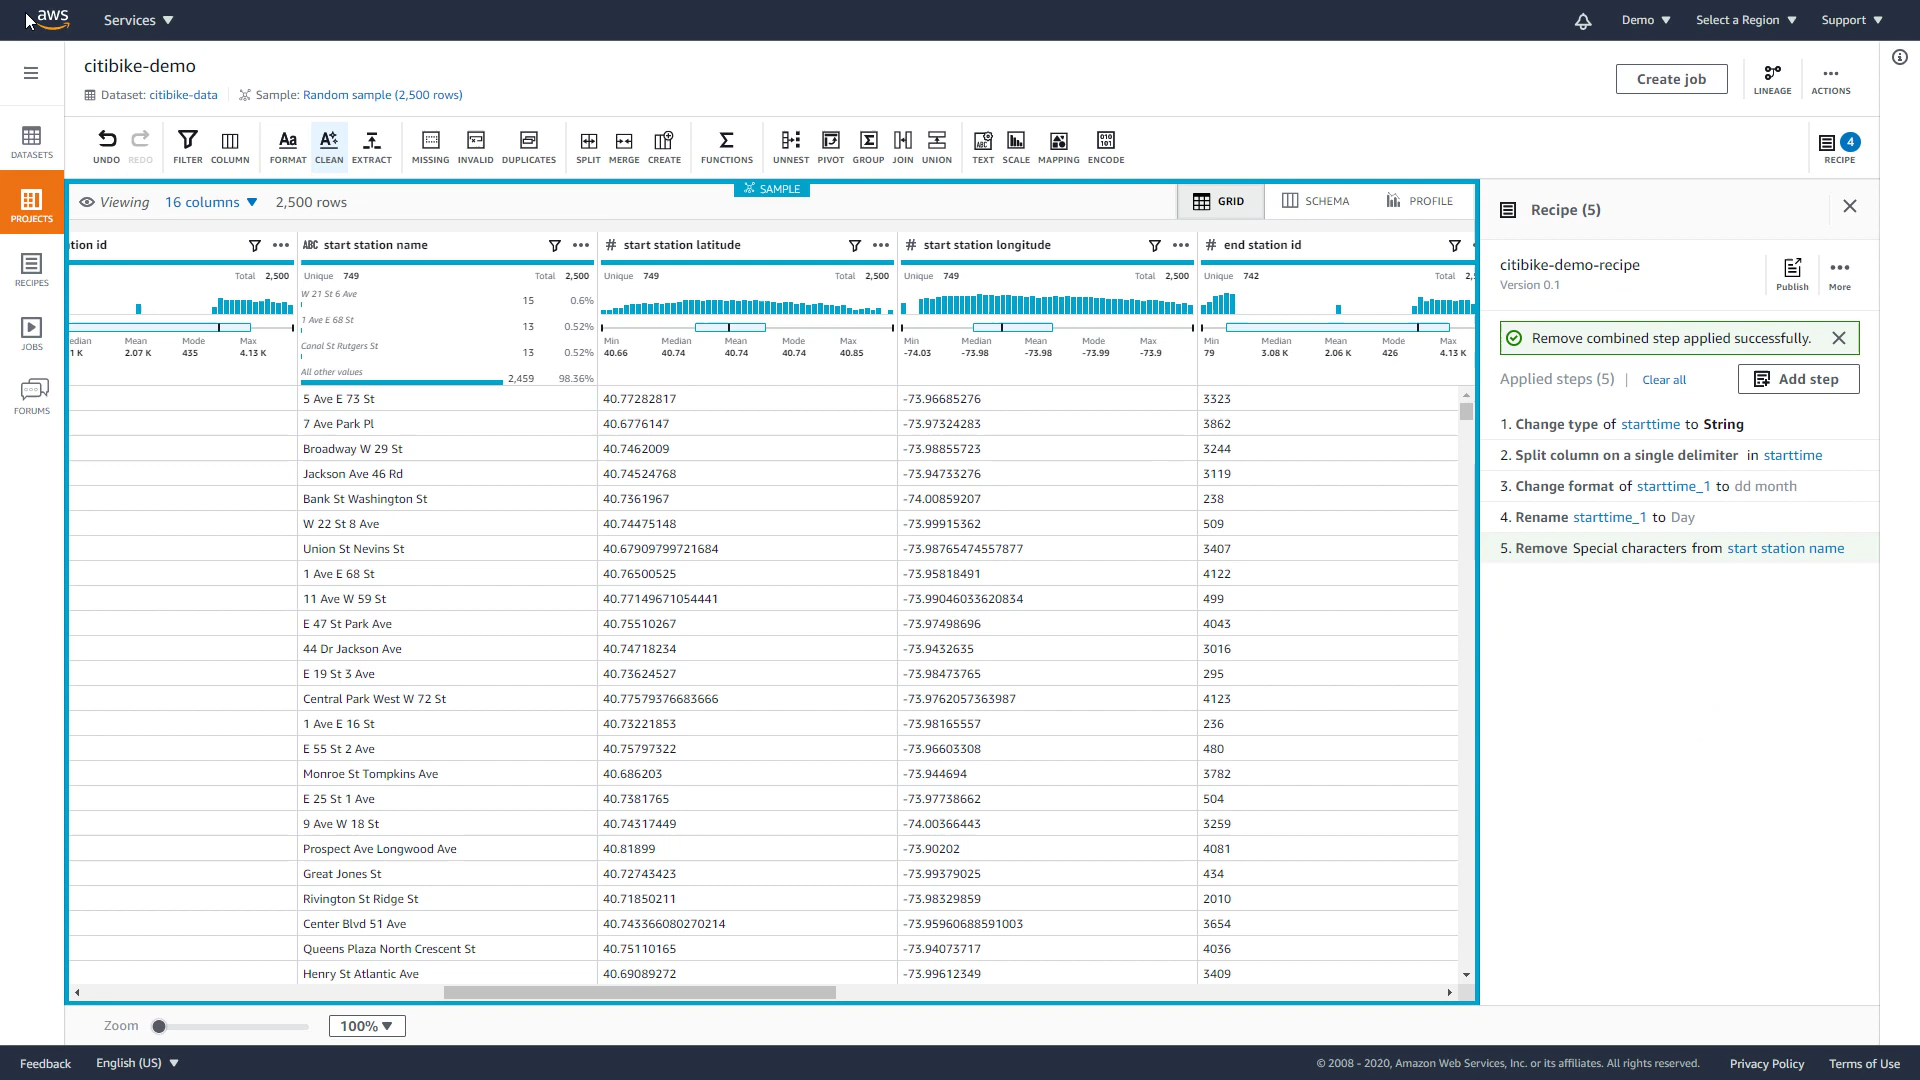 aws
Services
Demo
Select a Region
Support
citibike-demo
Dataset: citibike-data
Sample: Random sample (2,500 rows)
Create job
LINEAGE
ACTIONS
DATASETS
PROJECTS
RECIPES
JOBS
FORUMS
UNDO REDO FILTER COLUMN FORMAT CLEAN EXTRACT MISSING INVALID DUPLICATES SPLIT MERGE CREATE FUNCTIONS UNNEST PIVOT GROUP JOIN UNION TEXT SCALE MAPPING ENCODE
4
RECIPE
SAMPLE
Viewing 16 columns 2,500 rows
GRID SCHEMA PROFILE
tion id ABC start station name # start station latitude # start station longitude # end station id
Total 2,500 Unique 749 Total 2,500 Unique 749 Total 2,500 Unique 749 Total 2,500 Unique 742 Total 2,5
W 21 St 6 Ave 15 0.6%
1 Ave E 68 St 13 0.52%
Canal St Rutgers St 13 0.52%
All other values 2,459 98.36%
edian Mean Mode Max
1 K 2.07 K 435 4.13 K
Min Median Mean Mode Max
40.66 40.74 40.74 40.74 40.85
Min Median Mean Mode Max
-74.03 -73.98 -73.98 -73.99 -73.9
Min Median Mean Mode Max
79 3.08 K 2.06 K 426 4.13 K
5 Ave E 73 St 40.77282817 -73.96685276 3323
7 Ave Park Pl 40.6776147 -73.97324283 3862
Broadway W 29 St 40.7462009 -73.98855723 3244
Jackson Ave 46 Rd 40.74524768 -73.94733276 3119
Bank St Washington St 40.7361967 -74.00859207 238
W 22 St 8 Ave 40.74475148 -73.99915362 509
Union St Nevins St 40.67909799721684 -73.98765474557877 3407
1 Ave E 68 St 40.76500525 -73.95818491 4122
11 Ave W 59 St 40.77149671054441 -73.99046033620834 499
E 47 St Park Ave 40.75510267 -73.97498696 4043
44 Dr Jackson Ave 40.74718234 -73.9432635 3016
E 19 St 3 Ave 40.73624527 -73.98473765 295
Central Park West W 72 St 40.77579376683666 -73.9762057363987 4123
1 Ave E 16 St 40.73221853 -73.98165557 236
E 55 St 2 Ave 40.75797322 -73.96603308 480
Monroe St Tompkins Ave 40.686203 -73.944694 3782
E 25 St 1 Ave 40.7381765 -73.97738662 504
9 Ave W 18 St 40.74317449 -74.00366443 3259
Prospect Ave Longwood Ave 40.81899 -73.90202 4081
Great Jones St 40.72743423 -73.99379025 434
Rivington St Ridge St 40.71850211 -73.98329859 2010
Center Blvd 51 Ave 40.743366080270214 -73.95960688591003 3654
Queens Plaza North Crescent St 40.75110165 -73.94073717 4036
Henry St Atlantic Ave 40.69089272 -73.99612349 3409
Recipe (5)
citibike-demo-recipe
Version 0.1
Publish
More
Remove combined step applied successfully.
Applied steps (5) | Clear all
Add step
1. Change type of starttime to String
2. Split column on a single delimiter in starttime
3. Change format of starttime_1 to dd month
4. Rename starttime_1 to Day
5. Remove Special characters from start station name
Zoom 100%
Feedback English (US)
© 2008 - 2020, Amazon Web Services, Inc. or its affiliates. All rights reserved. Privacy Policy Terms of Use